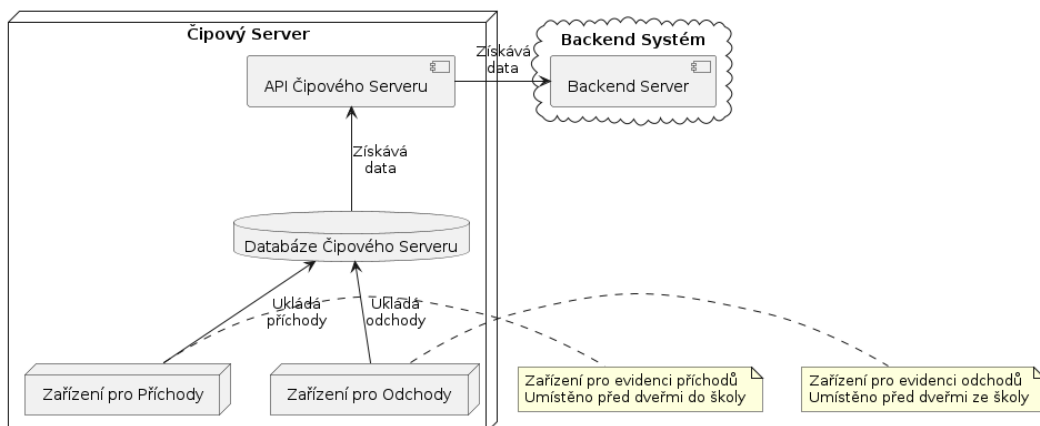 Čipový Server
Backend Systém
Získává
data
API Čipového Serveru
Backend Server
Získává
data
Databáze Čipového Serveru
Ukládá
příchody
Ukládá
odchody
Zařízení pro Příchody
Zařízení pro Odchody
Zařízení pro evidenci příchodů
Umístěno před dveřmi do školy
Zařízení pro evidenci odchodů
Umístěno před dveřmi ze školy